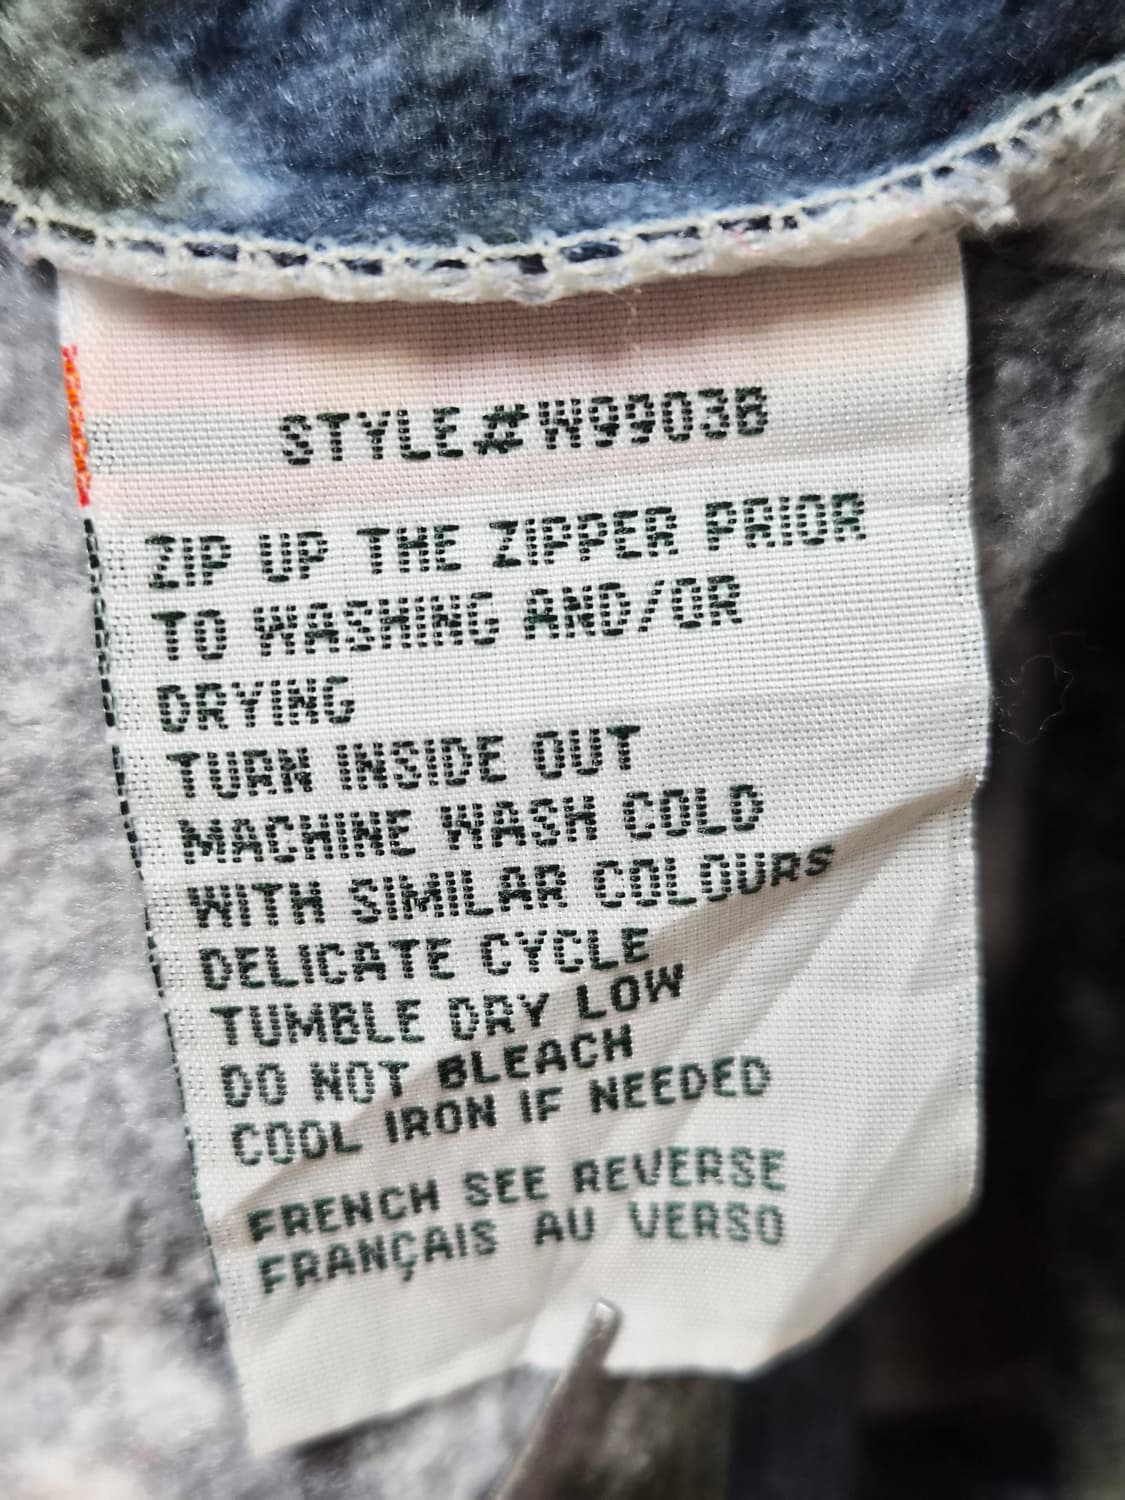 STYLE#W9903B
ZIP UP THE ZIPPER PRIOR
TO WASHING AND/OR
DRYING
TURN INSIDE OUT
MACHINE WASH COLD
WITH SIMILAR COLOURS
DELICATE CYCLE
TUMBLE DRY LOW
DO NOT BLEACH
COOL IRON IF NEEDED
FRENCH SEE REVERSE
FRANÇAIS AU VERSO